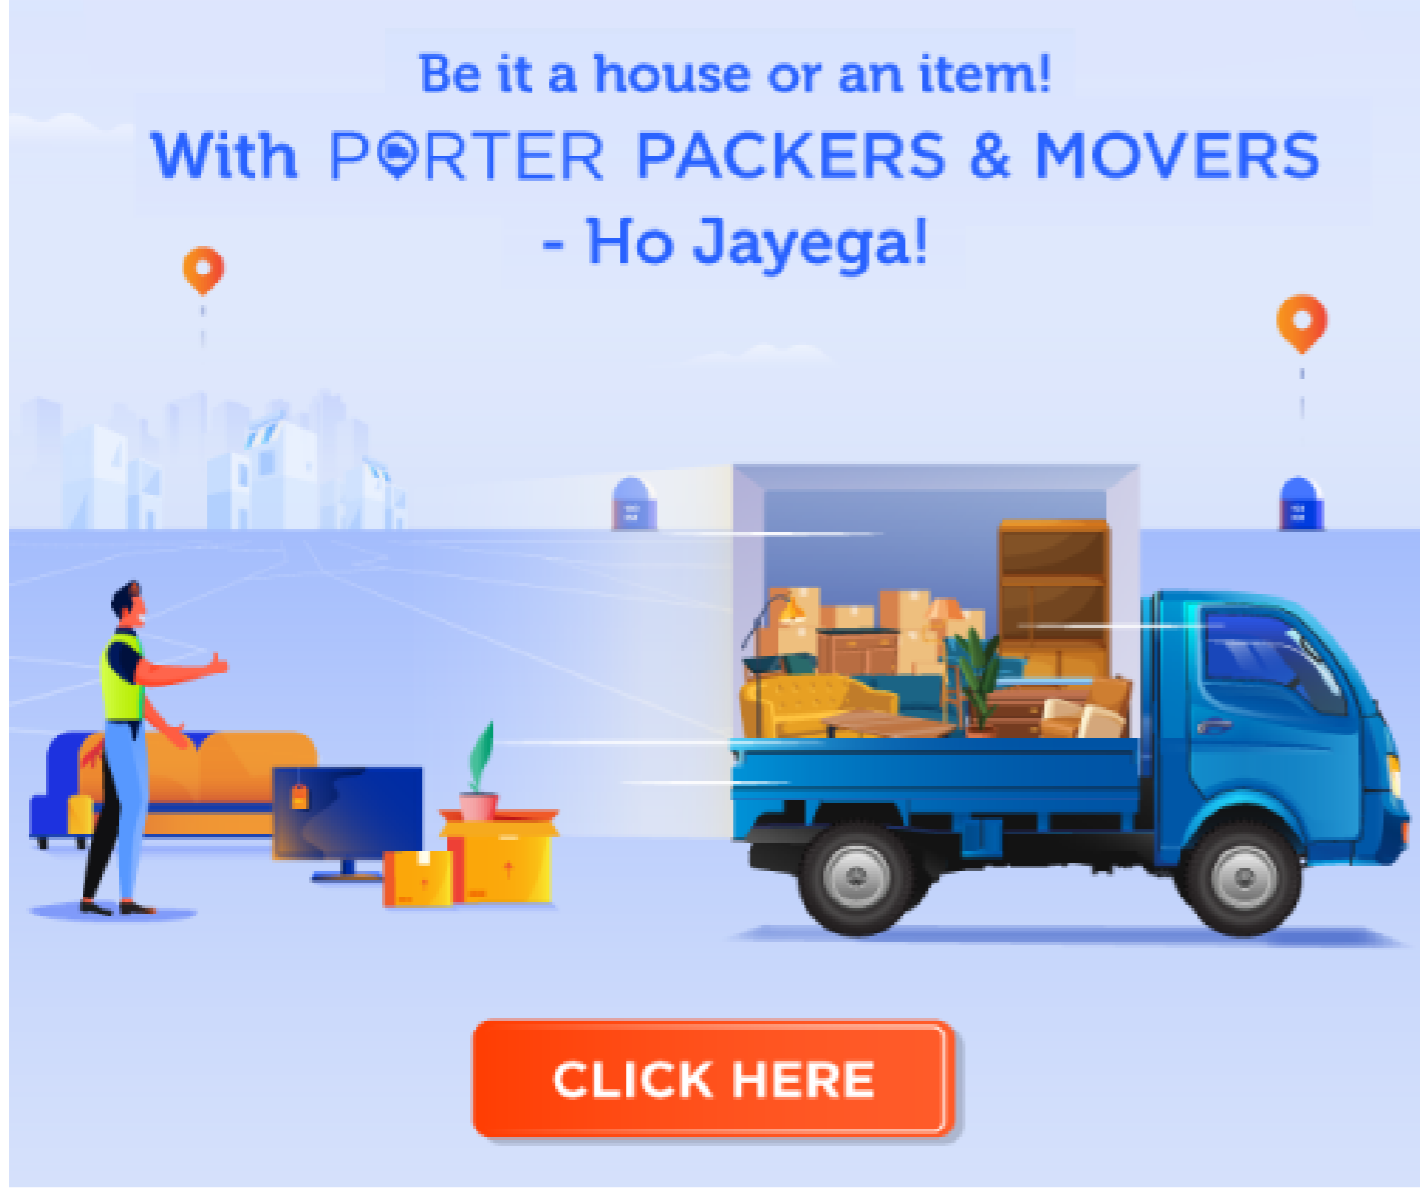 Be it a house or an item!
With PORTER PACKERS & MOVERS
- Ho Jayega!
CLICK HERE